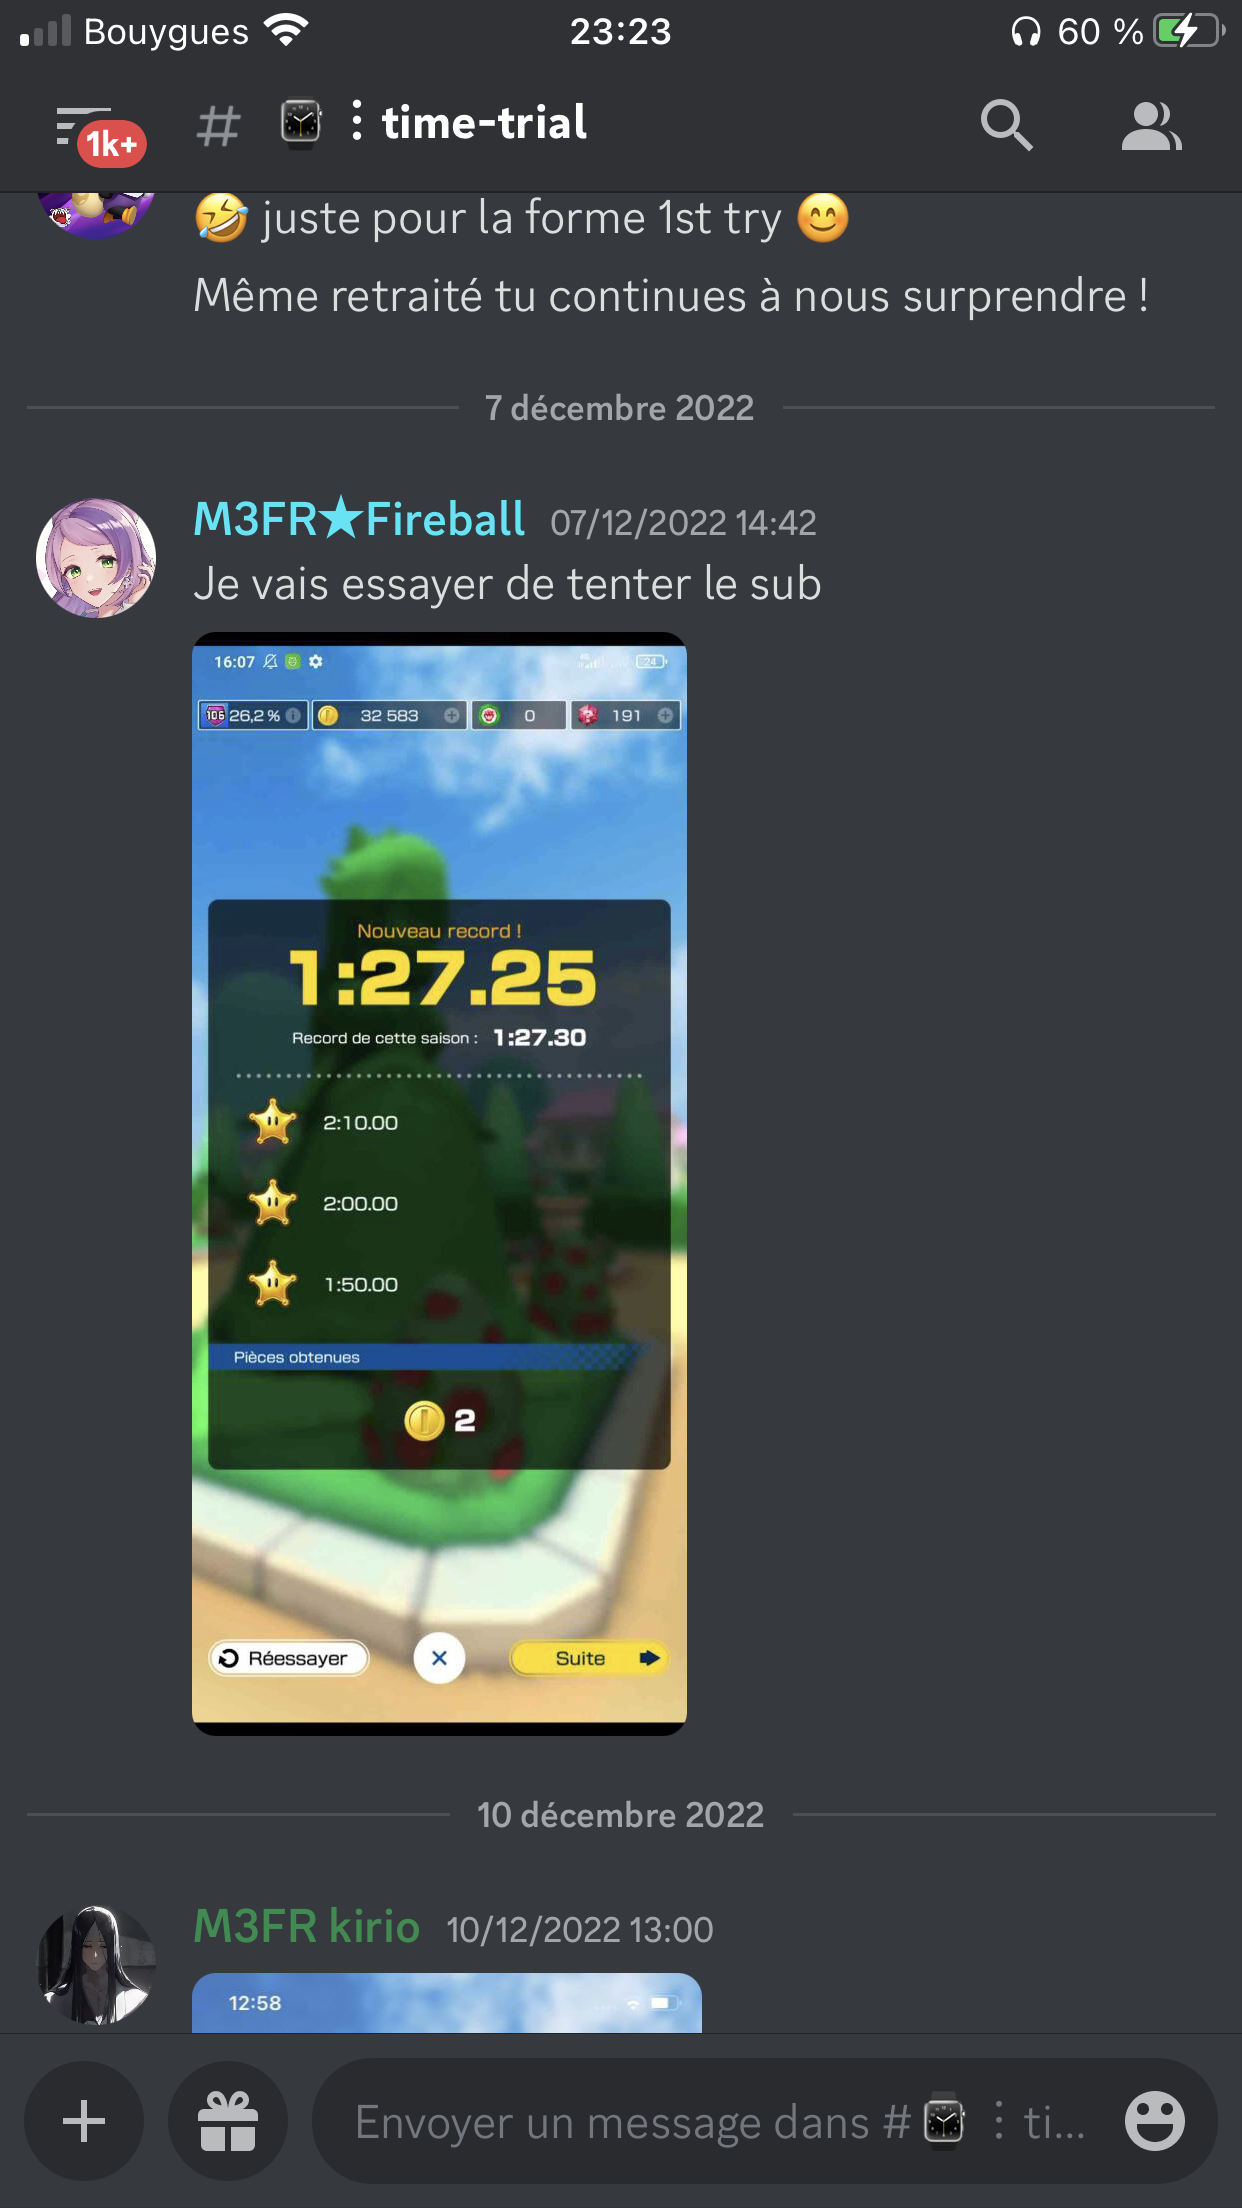 Bouygues 23:23 60 %
1k+ # ⌚ ⋮ time-trial
🤣 juste pour la forme 1st try 😊
Même retraité tu continues à nous surprendre !
7 décembre 2022
M3FR★Fireball 07/12/2022 14:42
Je vais essayer de tenter le sub
16:07 24
106 26,2 % 32 583 0 191
Nouveau record !
1:27.25
Record de cette saison : 1:27.30
2:10.00
2:00.00
1:50.00
Pièces obtenues
2
Réessayer × Suite
10 décembre 2022
M3FR kirio 10/12/2022 13:00
12:58
Envoyer un message dans #⌚⋮ ti...